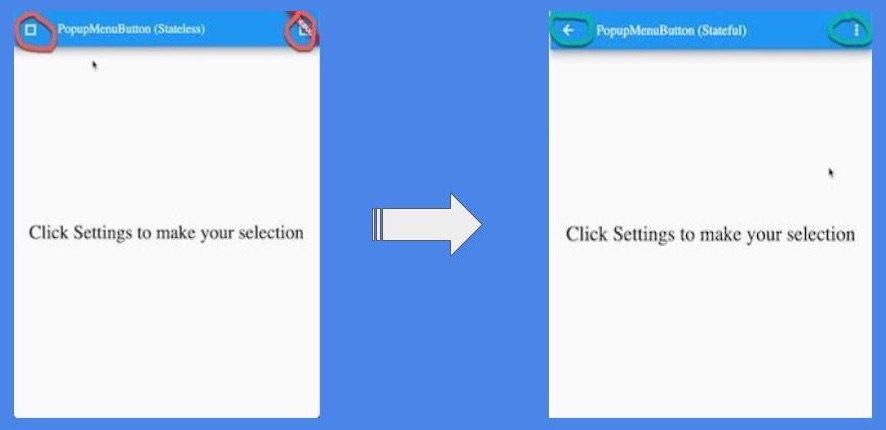 PopupMenuButton (Stateless)
Click Settings to make your selection
PopupMenuButton (Stateful)
Click Settings to make your selection